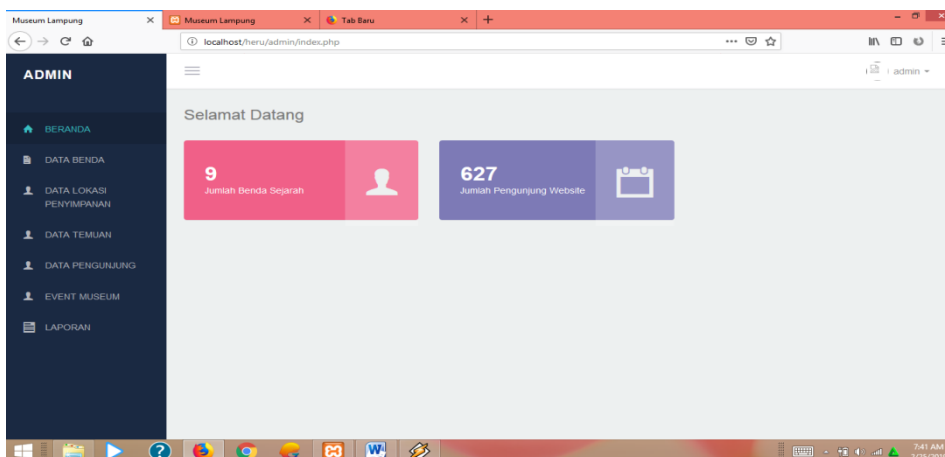 Museum Lampung
Museum Lampung
Tab Baru
localhost/heru/admin/index.php
ADMIN
admin
Selamat Datang
BERANDA
DATA BENDA
DATA LOKASI
PENYIMPANAN
DATA TEMUAN
DATA PENGUNJUNG
EVENT MUSEUM
LAPORAN
9
Jumlah Benda Sejarah
627
Jumlah Pengunjung Website
7:41 AM